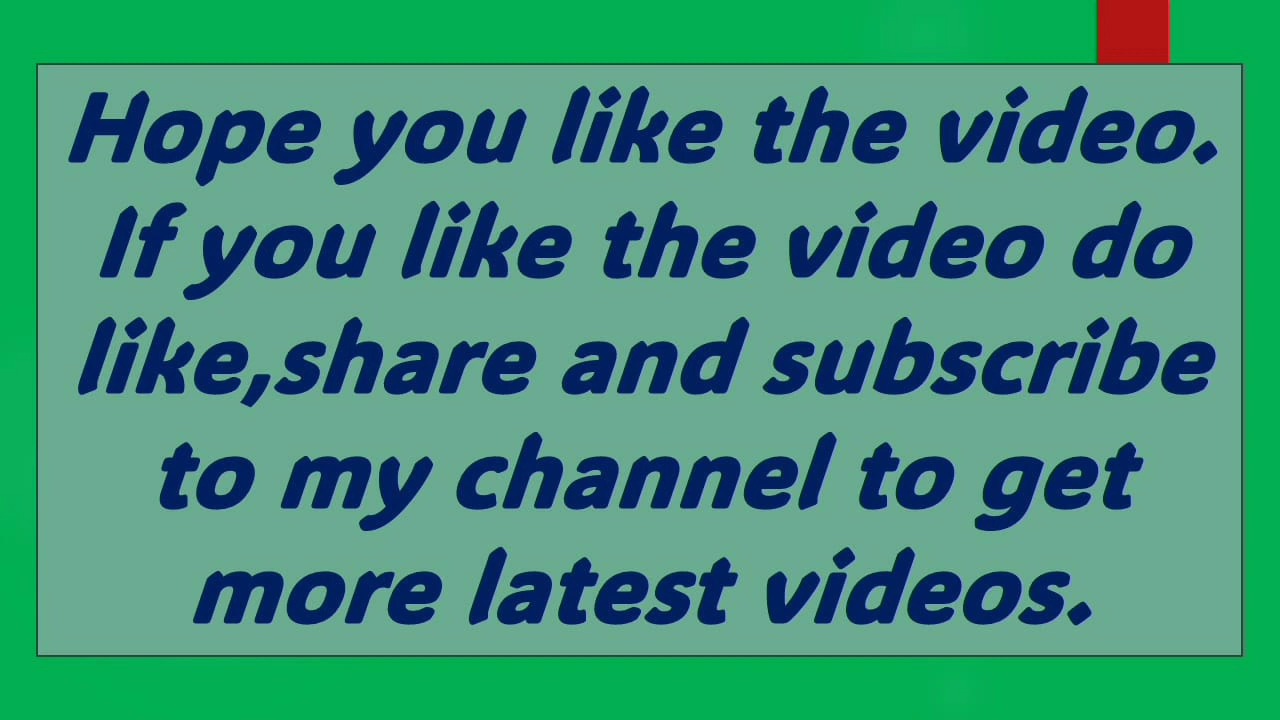 Hope you like the video.
If you like the video do
like,share and subscribe
to my channel to get
more latest videos.